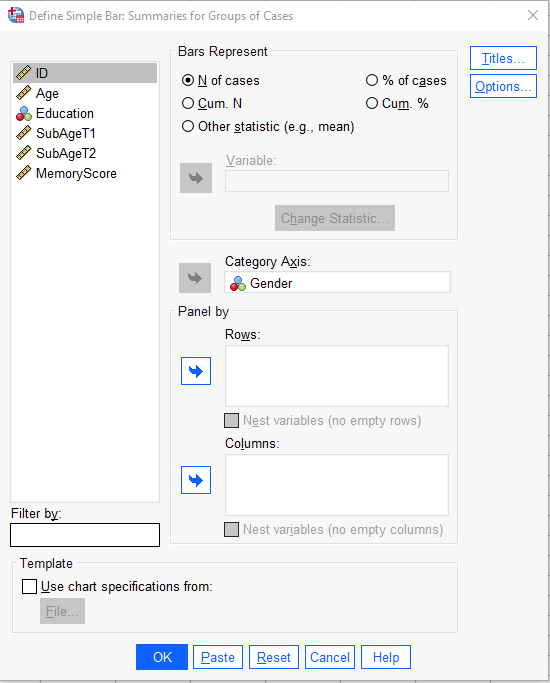 Define Simple Bar: Summaries for Groups of Cases
ID
Age
Education
SubAgeT1
SubAgeT2
MemoryScore
Filter by:
Bars Represent
N of cases
% of cases
Cum. N
Cum. %
Other statistic (e.g., mean)
Variable:
Change Statistic...
Category Axis:
Gender
Panel by
Rows:
Nest variables (no empty rows)
Columns:
Nest variables (no empty columns)
Titles...
Options...
Template
Use chart specifications from:
File...
OK
Paste
Reset
Cancel
Help